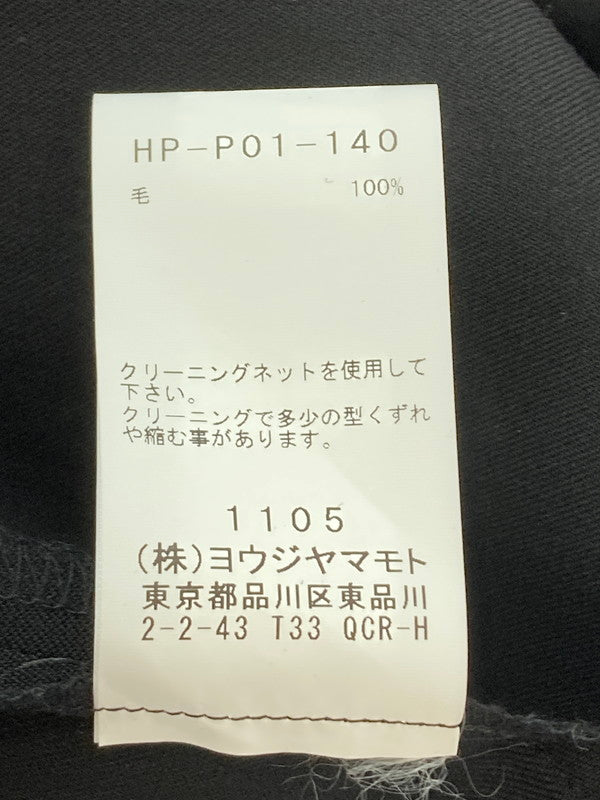 HP-P01-140
毛 100%
クリーニングネットを使用して
下さい。
クリーニングで多少の型くずれ
や縮む事があります。
1105
(株)ヨウジヤマモト
東京都品川区東品川
2-2-43 T33 QCR-H